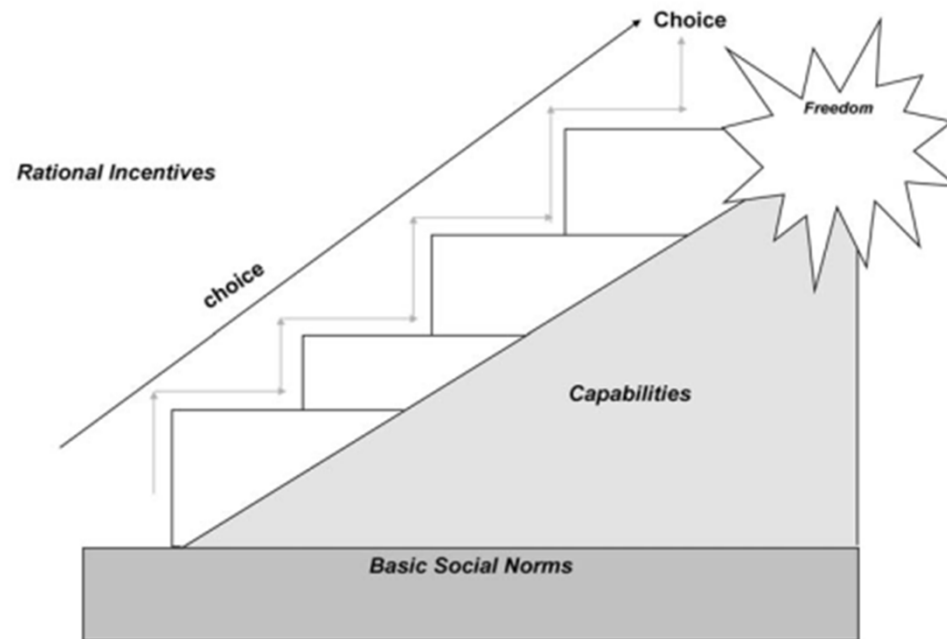 Choice
Freedom
Rational Incentives
choice
Capabilities
Basic Social Norms